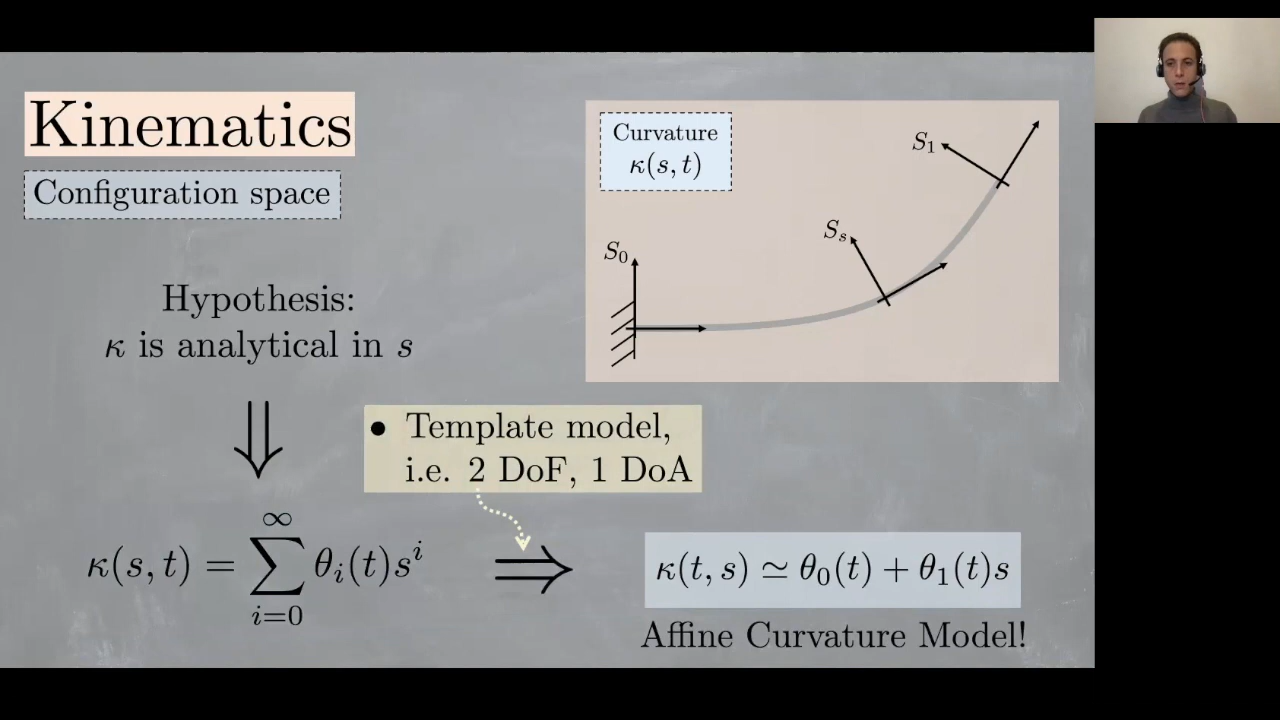 Kinematics
Configuration space
Hypothesis:
κ is analytical in s
κ(s, t) = ∑_{i=0}^{∞} θ_i(t)s^i
• Template model,
i.e. 2 DoF, 1 DoA
Curvature
κ(s, t)
S_0
S_s
S_1
κ(t, s) ≃ θ_0(t) + θ_1(t)s
Affine Curvature Model!